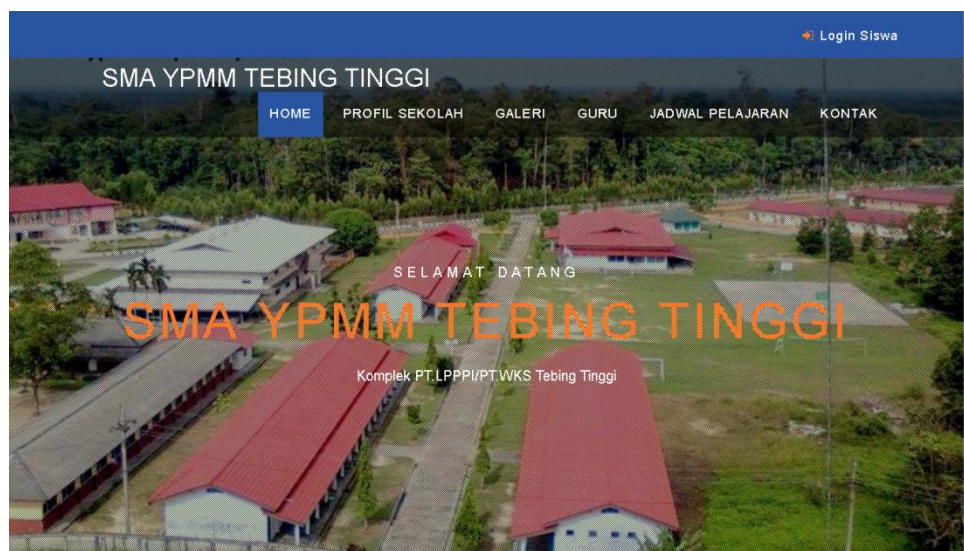 Login Siswa
SMA YPMM TEBING TINGGI
HOME PROFIL SEKOLAH GALERI GURU JADWAL PELAJARAN KONTAK
SELAMAT DATANG
SMA YPMM TEBING TINGGI
Komplek PT.LPPPI/PT.WKS Tebing Tinggi